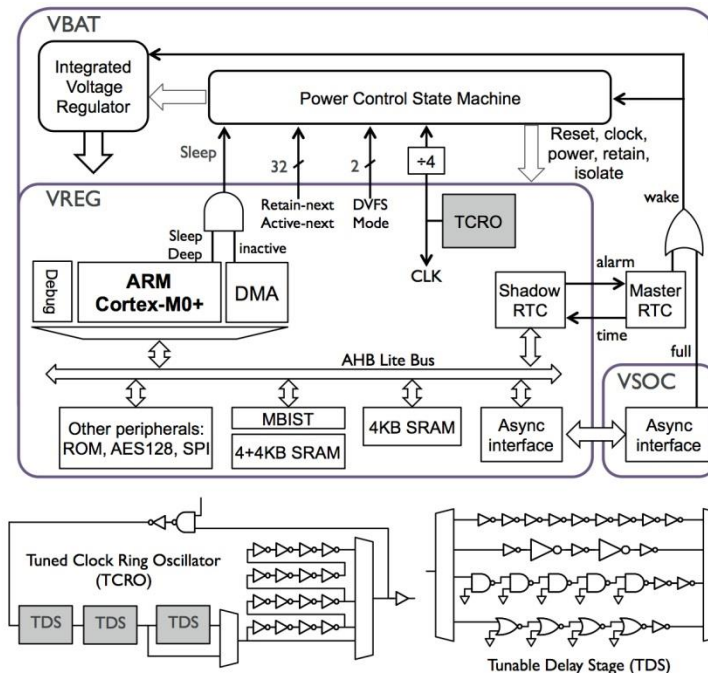 VBAT
Integrated
Voltage
Regulator
Power Control State Machine
Reset, clock,
power, retain,
isolate
Sleep
32
2
÷4
wake
VREG
Retain-next
Active-next
DVFS
Mode
TCRO
Sleep
Deep
inactive
CLK
Debug
ARM
Cortex-M0+
DMA
Shadow
RTC
alarm
time
Master
RTC
full
AHB Lite Bus
VSOC
Other peripherals:
ROM, AES128, SPI
MBIST
4+4KB SRAM
4KB SRAM
Async
interface
Async
interface
Tuned Clock Ring Oscillator
(TCRO)
TDS
TDS
TDS
Tunable Delay Stage (TDS)